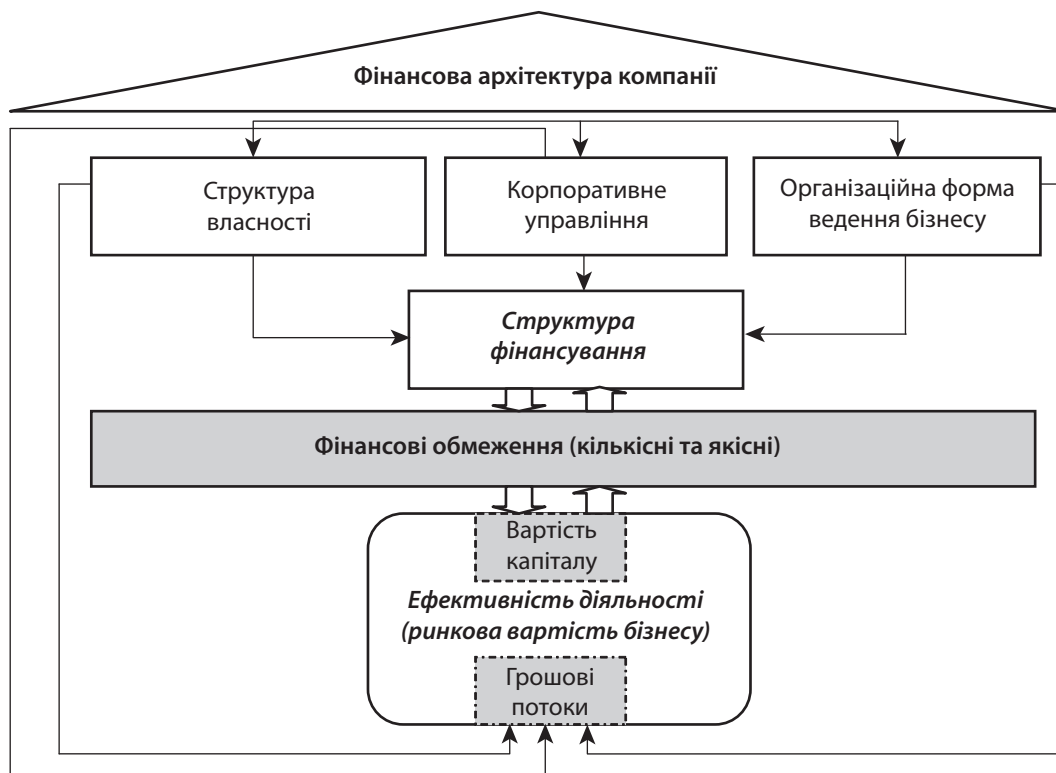 Фінансова архітектура компанії
Структура
власності
Корпоративне
управління
Організаційна форма
ведення бізнесу
Структура
фінансування
Фінансові обмеження (кількісні та якісні)
Вартість
капіталу
Ефективність діяльності
(ринкова вартість бізнесу)
Грошові
потоки